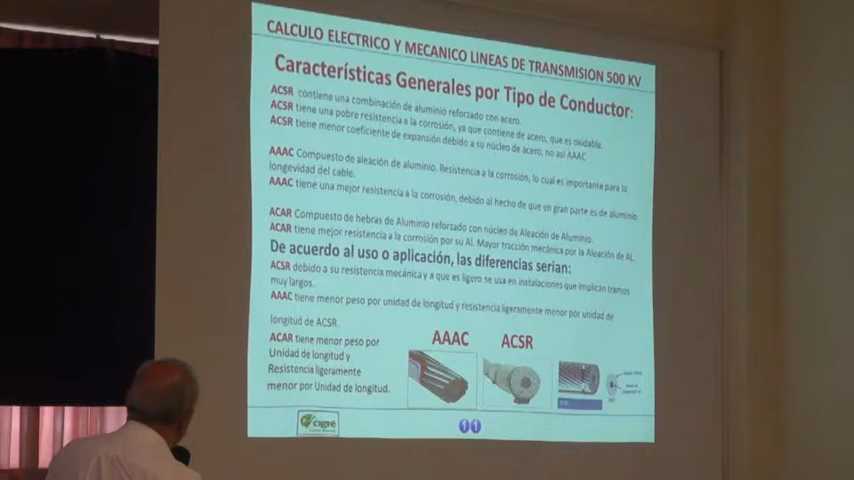 CALCULO ELECTRICO Y MECANICO LINEAS DE TRANSMISION 500 KV
Características Generales por Tipo de Conductor:
ACSR contiene una combinación de aluminio reforzado con acero.
ACSR tiene una pobre resistencia a la corrosión, ya que contiene de acero, que es oxidable.
ACSR tiene menor coeficiente de expansión debido a su núcleo de acero, no así AAAC
AAAC Compuesto de aleación de aluminio. Resistencia a la corrosión, lo cual es importante para la
longevidad del cable.
AAAC tiene una mejor resistencia a la corrosión, debido al hecho de que en gran parte es de aluminio.
ACAR Compuesto de hebras de Aluminio reforzado con núcleo de Aleación de Aluminio.
ACAR tiene mejor resistencia a la corrosión por su Al. Mayor tracción mecánica por la Aleación de AL.
De acuerdo al uso o aplicación, las diferencias serian:
ACSR debido a su resistencia mecánica y a que es ligero se usa en instalaciones que implican tramos
muy largos.
AAAC tiene menor peso por unidad de longitud y resistencia ligeramente menor por unidad de
longitud de ACSR.
ACAR tiene menor peso por
Unidad de longitud y
Resistencia ligeramente
menor por Unidad de longitud.
AAAC
ACSR
cigre
11